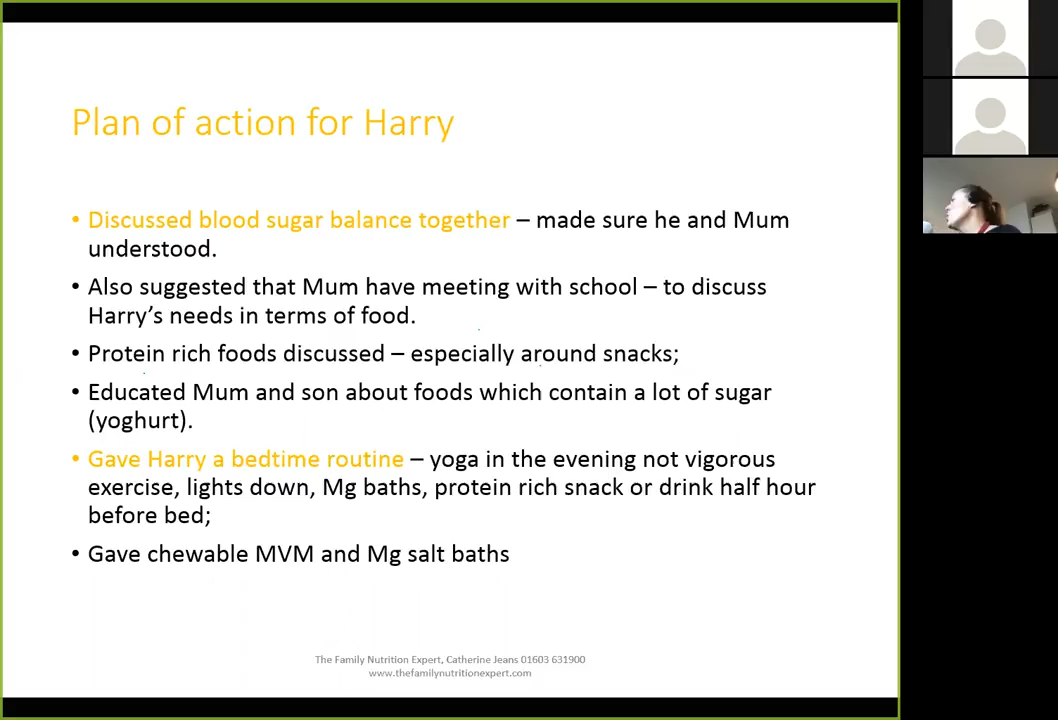 Plan of action for Harry
• Discussed blood sugar balance together – made sure he and Mum
understood.
• Also suggested that Mum have meeting with school – to discuss
Harry’s needs in terms of food.
• Protein rich foods discussed – especially around snacks;
• Educated Mum and son about foods which contain a lot of sugar
(yoghurt).
• Gave Harry a bedtime routine – yoga in the evening not vigorous
exercise, lights down, Mg baths, protein rich snack or drink half hour
before bed;
• Gave chewable MVM and Mg salt baths
The Family Nutrition Expert, Catherine Jeans 01603 631900
www.thefamilynutritionexpert.com